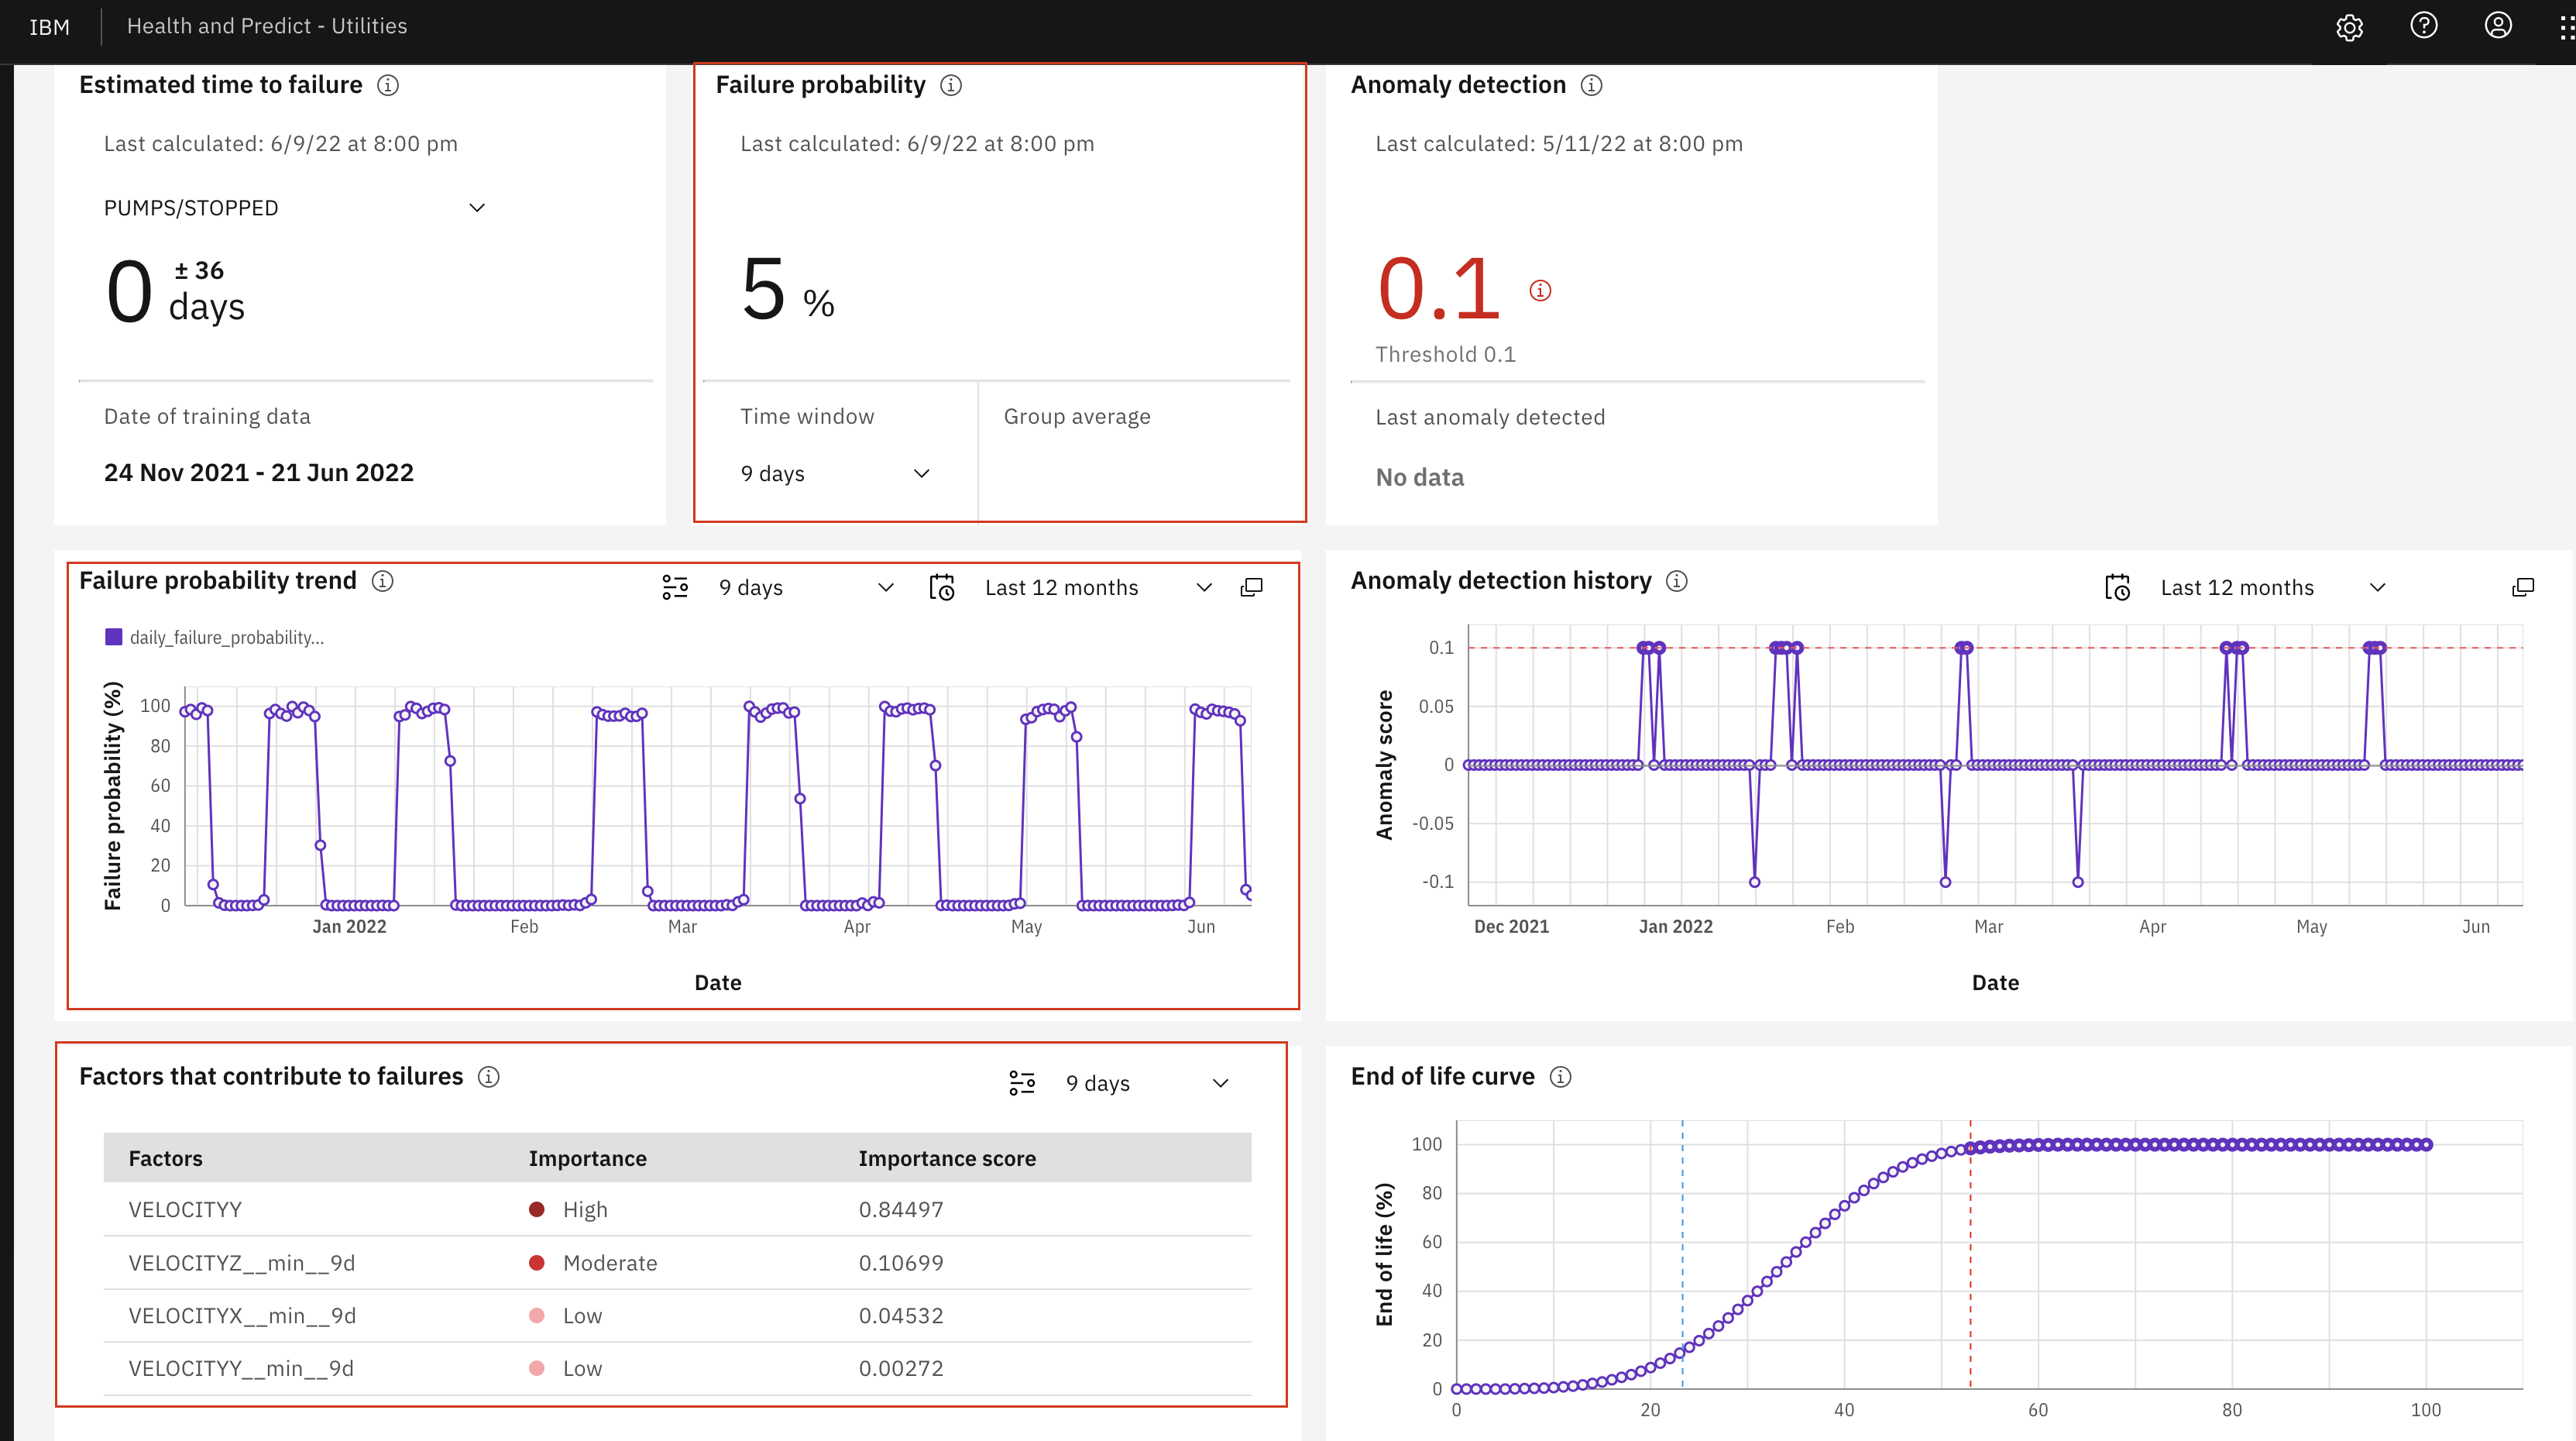 IBM
Health and Predict - Utilities
Estimated time to failure
Last calculated: 6/9/22 at 8:00 pm
PUMPS/STOPPED
0 ± 36 days
Date of training data
24 Nov 2021 - 21 Jun 2022
Failure probability
Last calculated: 6/9/22 at 8:00 pm
5 %
Time window
9 days
Group average
Anomaly detection
Last calculated: 5/11/22 at 8:00 pm
0.1
Threshold 0.1
Last anomaly detected
No data
Failure probability trend
9 days
Last 12 months
daily_failure_probability...
Failure probability (%)
100
80
60
40
20
0
Jan 2022
Feb
Mar
Apr
May
Jun
Date
Anomaly detection history
Last 12 months
Anomaly score
0.1
0.05
0
-0.05
-0.1
Dec 2021
Jan 2022
Feb
Mar
Apr
May
Jun
Date
Factors that contribute to failures
9 days
Factors Importance Importance score
VELOCITYY High 0.84497
VELOCITYZ__min__9d Moderate 0.10699
VELOCITYX__min__9d Low 0.04532
VELOCITYY__min__9d Low 0.00272
End of life curve
End of life (%)
100
80
60
40
20
0
0
20
40
60
80
100